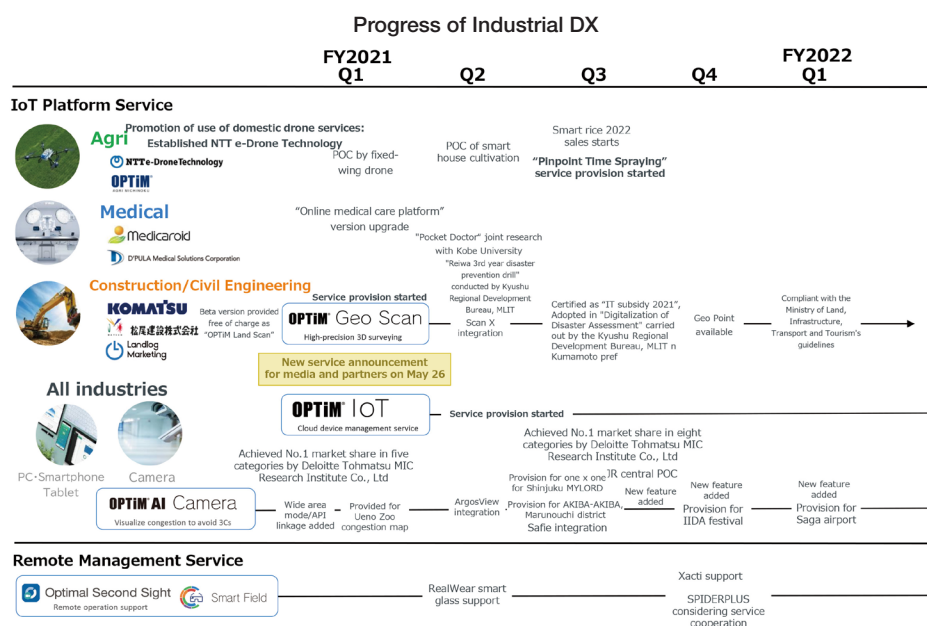 Progress of Industrial DX
FY2021
Q1
Q2
Q3
Q4
FY2022
Q1
IoT Platform Service
Agri
Promotion of use of domestic drone services:
Established NTT e-Drone Technology
NTT e-Drone Technology
OPTiM
AGRI NICHINOKU
POC by fixed-
wing drone
POC of smart
house cultivation
Smart rice 2022
sales starts
"Pinpoint Time Spraying"
service provision started
Medical
Medicaroid
D'PULA Medical Solutions Corporation
"Online medical care platform"
version upgrade
"Pocket Doctor" joint research
with Kobe University
Construction/Civil Engineering
KOMATSU
松尾建設株式会社
Landlog
Marketing
Beta version provided
free of charge as
"OPTiM Land Scan"
Service provision started
OPTiM Geo Scan
High-precision 3D surveying
"Reiwa 3rd year disaster
prevention drill"
conducted by Kyushu
Regional Development
Bureau, MLIT
Scan X
integration
Certified as "IT subsidy 2021",
Adopted in "Digitalization of
Disaster Assessment" carried
out by the Kyushu Regional
Development Bureau, MLIT n
Kumamoto pref
Geo Point
available
Compliant with the
Ministry of Land,
Infrastructure,
Transport and Tourism's
guidelines
New service announcement
for media and partners on May 26
All industries
PC・Smartphone
Tablet
Camera
OPTiM IoT
Cloud device management service
Service provision started
Achieved No.1 market share in five
categories by Deloitte Tohmatsu MIC
Research Institute Co., Ltd
Achieved No.1 market share in eight
categories by Deloitte Tohmatsu MIC
Research Institute Co., Ltd
OPTiM AI Camera
Visualize congestion to avoid 3Cs
Wide area
mode/API
linkage added
Provided for
Ueno Zoo
congestion map
ArgosView
integration
Provision for one x one
for Shinjuku MYLORD
Provision for AKIBA-AKIBA,
Marunouchi district
Safie integration
JR central POC
New feature
added
New feature
added
Provision for
IIDA festival
New feature
added
Provision for
Saga airport
Remote Management Service
Optimal Second Sight
Remote operation support
Smart Field
RealWear smart
glass support
Xacti support
SPIDERPLUS
considering service
cooperation